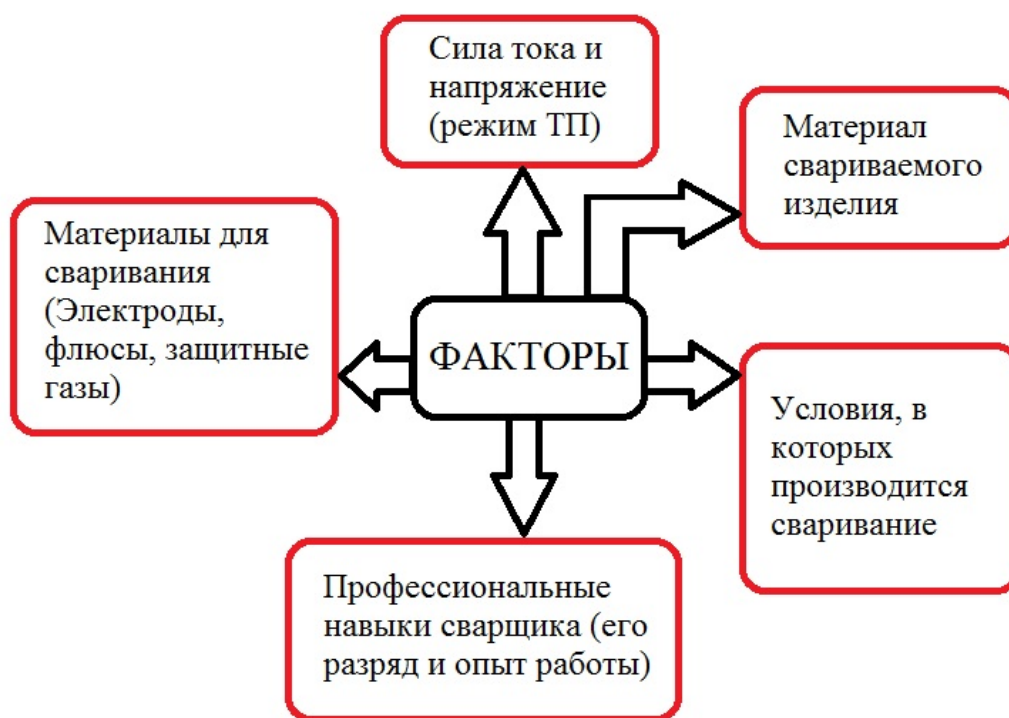 Сила тока и
напряжение
(режим ТП)
Материал
свариваемого
изделия
Материалы для
сваривания
(Электроды,
флюсы, защитные
газы)
ФАКТОРЫ
Условия, в
которых
производится
сваривание
Профессиональные
навыки сварщика (его
разряд и опыт работы)